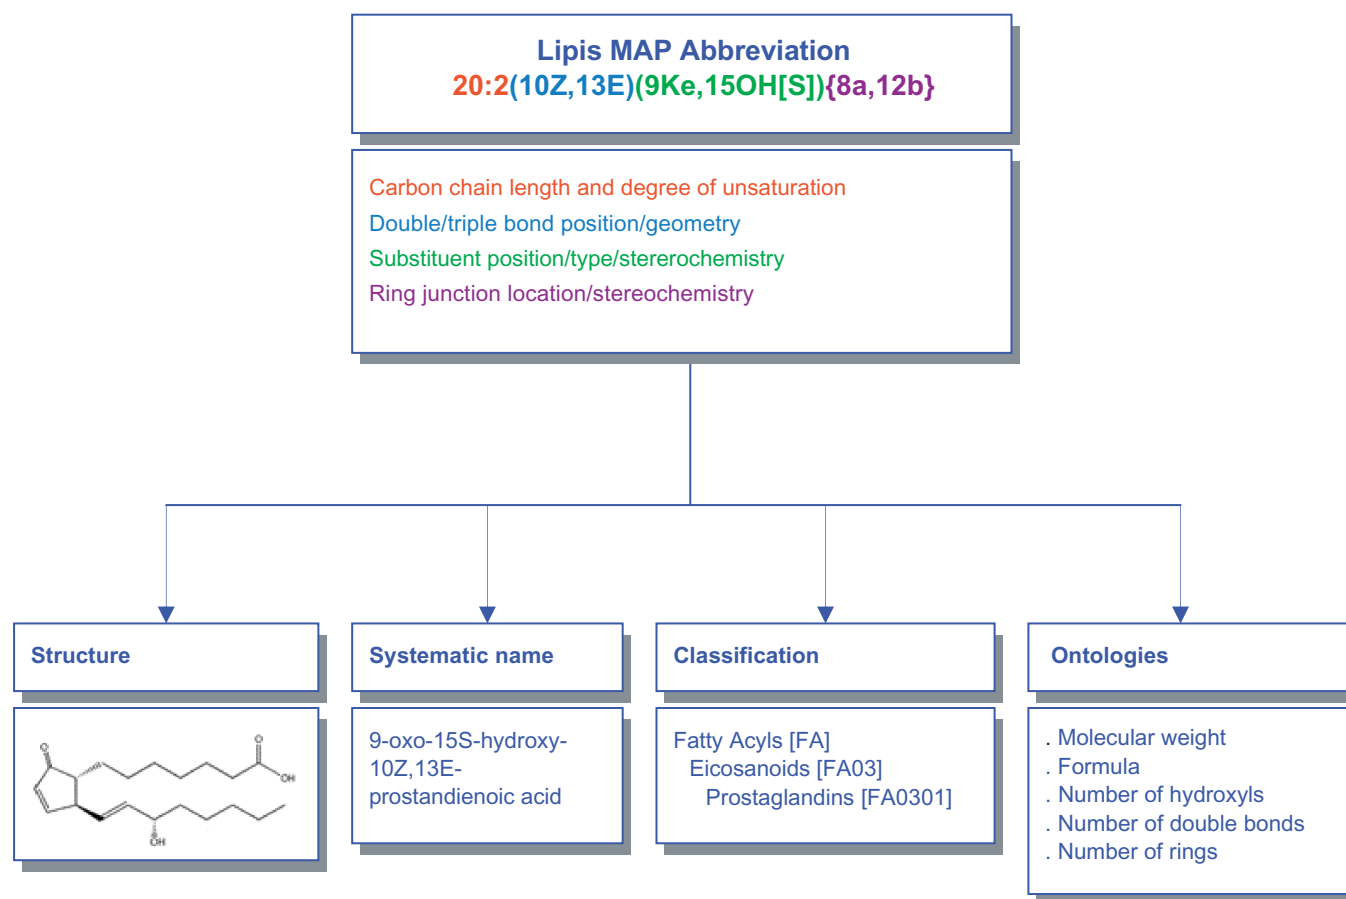 Lipis MAP Abbreviation
20:2(10Z,13E)(9Ke,15OH[S]){8a,12b}
Carbon chain length and degree of unsaturation
Double/triple bond position/geometry
Substituent position/type/stererochemistry
Ring junction location/stereochemistry
Structure
O
O
OH
OH
Systematic name
9-oxo-15S-hydroxy-
10Z,13E-
prostandienoic acid
Classification
Fatty Acyls [FA]
Eicosanoids [FA03]
Prostaglandins [FA0301]
Ontologies
. Molecular weight
. Formula
. Number of hydroxyls
. Number of double bonds
. Number of rings